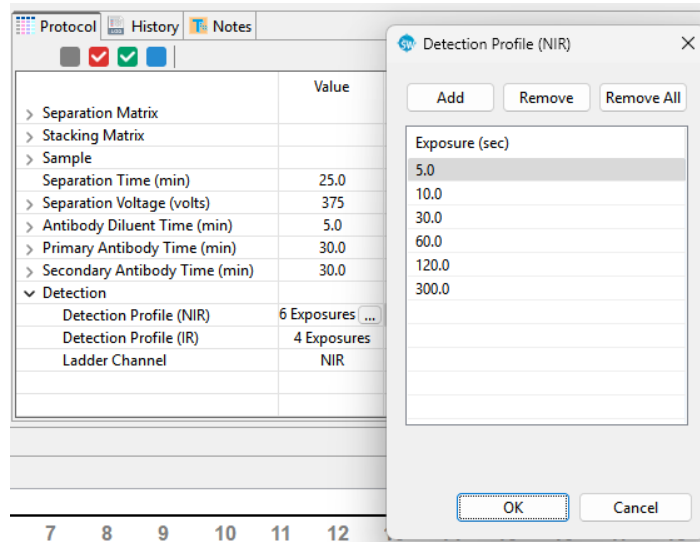 Protocol History Notes
Value
Separation Matrix
Stacking Matrix
Sample
Separation Time (min) 25.0
Separation Voltage (volts) 375
Antibody Diluent Time (min) 5.0
Primary Antibody Time (min) 30.0
Secondary Antibody Time (min) 30.0
Detection
Detection Profile (NIR) 6 Exposures ...
Detection Profile (IR) 4 Exposures
Ladder Channel NIR
7 8 9 10 11 12
SW Detection Profile (NIR)
Add Remove Remove All
Exposure (sec)
5.0
10.0
30.0
60.0
120.0
300.0
OK Cancel